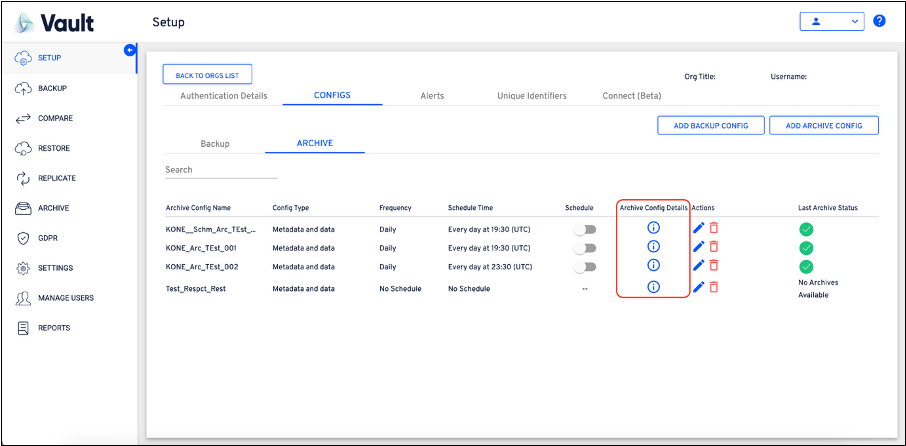 Vault
Setup
?
SETUP
BACKUP
COMPARE
RESTORE
REPLICATE
ARCHIVE
GDPR
SETTINGS
MANAGE USERS
REPORTS
BACK TO ORGS LIST
Org Title:
Username:
Authentication Details
CONFIGS
Alerts
Unique Identifiers
Connect (Beta)
ADD BACKUP CONFIG
ADD ARCHIVE CONFIG
Backup
ARCHIVE
Search
Archive Config Name Config Type Frequency Schedule Time Schedule Archive Config Details Actions Last Archive Status
KONE__Schm_Arc_TEst_... Metadata and data Daily Every day at 19:30 (UTC)
KONE_Arc_TEst_001 Metadata and data Daily Every day at 19:30 (UTC)
KONE_Arc_TEst_002 Metadata and data Daily Every day at 23:30 (UTC)
Test_Respct_Rest Metadata and data No Schedule No Schedule -- No Archives
Available